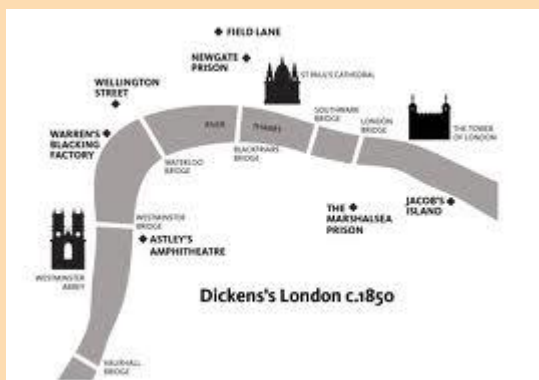 FIELD LANE
NEWGATE
PRISON
ST PAUL'S CATHEDRAL
WELLINGTON
STREET
SOUTHWARK
BRIDGE
LONDON
BRIDGE
RIVER
THAMES
THE TOWER
OF LONDON
WARREN'S
BLACKING
FACTORY
WATERLOO
BRIDGE
BLACKFRIARS
BRIDGE
THE
MARSHALSEA
PRISON
JACOB'S
ISLAND
WESTMINSTER
BRIDGE
ASTLEY'S
AMPHITHEATRE
WESTMINSTER
ABBEY
Dickens's London c.1850
VAUXHALL
BRIDGE